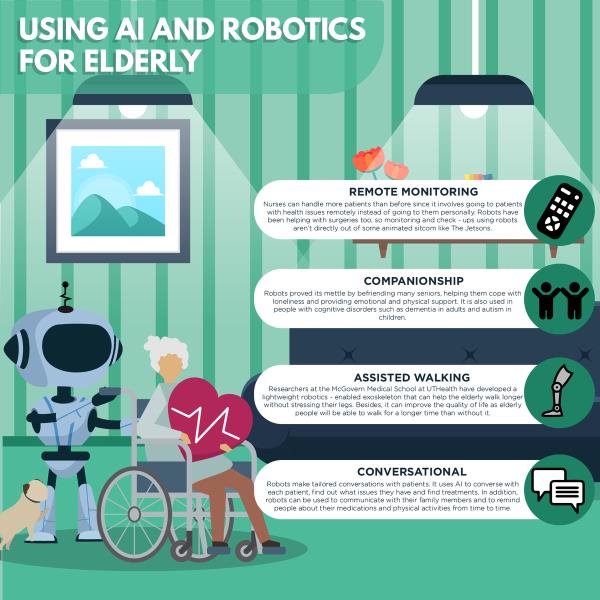 USING AI AND ROBOTICS
FOR ELDERLY
REMOTE MONITORING
Nurses can handle more patients than before since it involves going to patients
with health issues remotely instead of going to them personally. Robots have
been helping with surgeries too, so monitoring and check - ups using robots
aren't directly out of some animated sitcom like The Jetsons.
COMPANIONSHIP
Robots proved its mettle by befriending many seniors, helping them cope with
loneliness and providing emotional and physical support. It is also used in
people with cognitive disorders such as dementia in adults and autism in
children.
ASSISTED WALKING
Researchers at the McGovern Medical School at UTHealth have developed a
lightweight robotics - enabled exoskeleton that can help the elderly walk longer
without stressing their legs. Besides, it can improve the quality of life as elderly
people will be able to walk for a longer time than without it.
CONVERSATIONAL
Robots make tailored conversations with patients. It uses AI to converse with
each patient, find out what issues they have and find treatments. In addition,
robots can be used to communicate with their family members and to remind
people about their medications and physical activities from time to time.